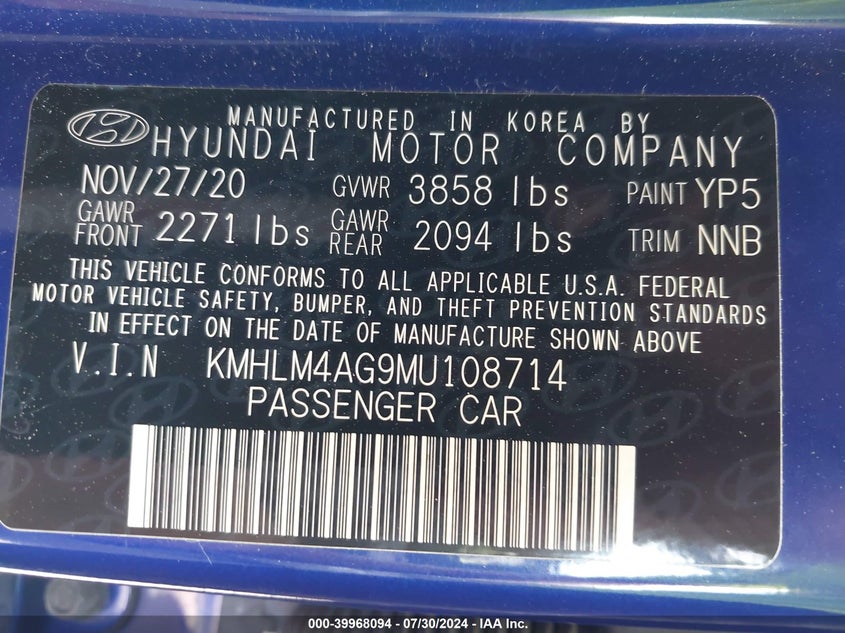 MANUFACTURED IN KOREA BY
HYUNDAI MOTOR COMPANY
NOV/27/20 GVWR 3858 lbs PAINT YP5
GAWR FRONT 2271 lbs GAWR REAR 2094 lbs TRIM NNB
THIS VEHICLE CONFORMS TO ALL APPLICABLE U.S.A. FEDERAL
MOTOR VEHICLE SAFETY, BUMPER, AND THEFT PREVENTION STANDARDS
IN EFFECT ON THE DATE OF MANUFACTURE SHOWN ABOVE
V.I.N KMHLM4AG9MU108714
PASSENGER CAR
000-39968094 - 07/30/2024 - IAA Inc.